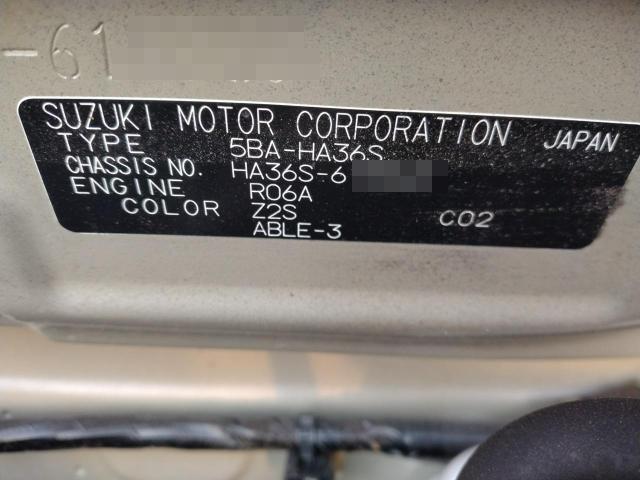 -61
SUZUKI MOTOR CORPORATION JAPAN
TYPE 5BA-HA36S
CHASSIS NO. HA36S-6
ENGINE R06A
COLOR Z2S C02
ABLE-3